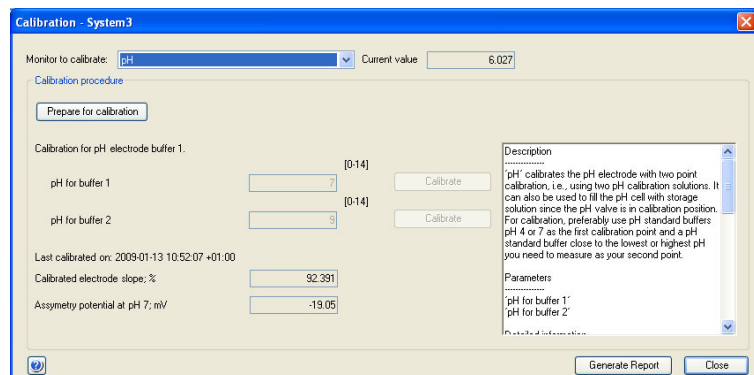 Calibration - System3
Monitor to calibrate: pH Current value 6.027
Calibration procedure
Prepare for calibration
Calibration for pH electrode buffer 1.
[0-14]
pH for buffer 1 7 Calibrate
[0-14]
pH for buffer 2 9 Calibrate
Last calibrated on: 2009-01-13 10:52:07 +01:00
Calibrated electrode slope; % 92.391
Assymetry potential at pH 7; mV -19.05
Description
---------------
'pH' calibrates the pH electrode with two point
calibration, i.e., using two pH calibration solutions. It
can also be used to fill the pH cell with storage
solution since the pH valve is in calibration position.
For calibration, preferably use pH standard buffers
pH 4 or 7 as the first calibration point and a pH
standard buffer close to the lowest or highest pH
you need to measure as your second point.
Parameters
---------------
'pH for buffer 1'
'pH for buffer 2'
Detailed information
Generate Report Close